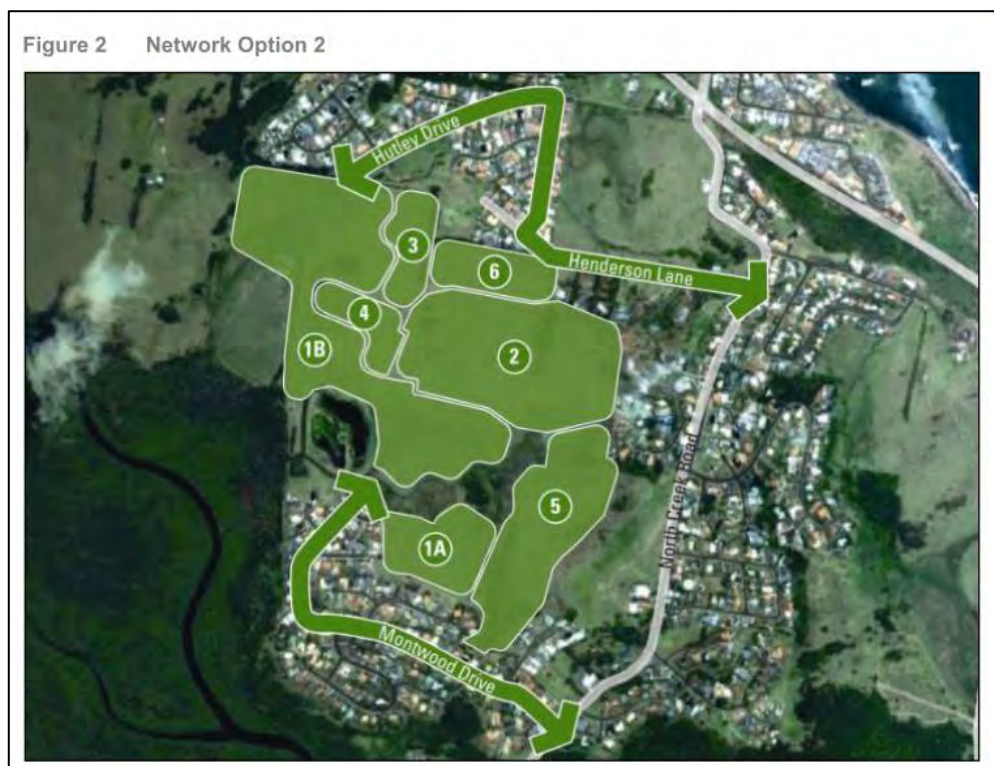 Figure 2 Network Option 2
Hutley Drive
3
6
Henderson Lane
4
1B
2
5
1A
North Creek Road
Montwood Drive